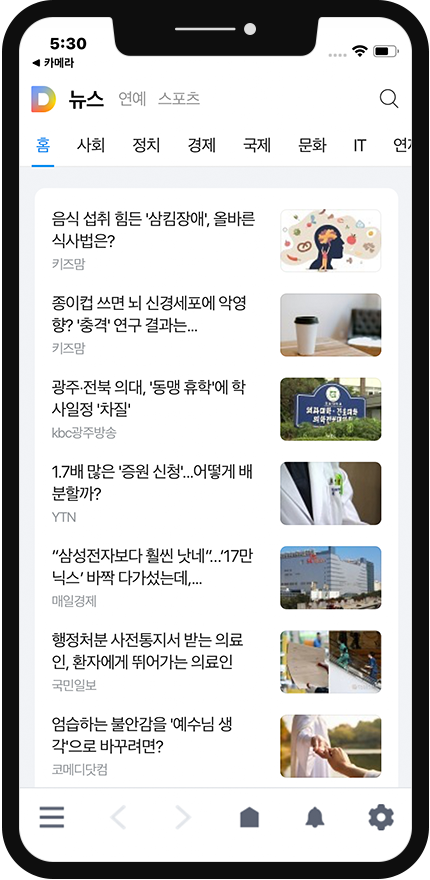 5:30
◀ 카메라
D 뉴스 연예 스포츠
홈 사회 정치 경제 국제 문화 IT
음식 섭취 힘든 '삼킴장애', 올바른
식사법은?
키즈맘
종이컵 쓰면 뇌 신경세포에 악영
향? '충격' 연구 결과는...
키즈맘
광주·전북 의대, '동맹 휴학'에 학
사일정 '차질'
kbc광주방송
1.7배 많은 '증원 신청'...어떻게 배
분할까?
YTN
“삼성전자보다 훨씬 낫네”…‘17만
닉스’ 바짝 다가섰는데,...
매일경제
행정처분 사전통지서 받는 의료
인, 환자에게 뛰어가는 의료인
국민일보
엄습하는 불안감을 '예수님 생
각'으로 바꾸려면?
코메디닷컴